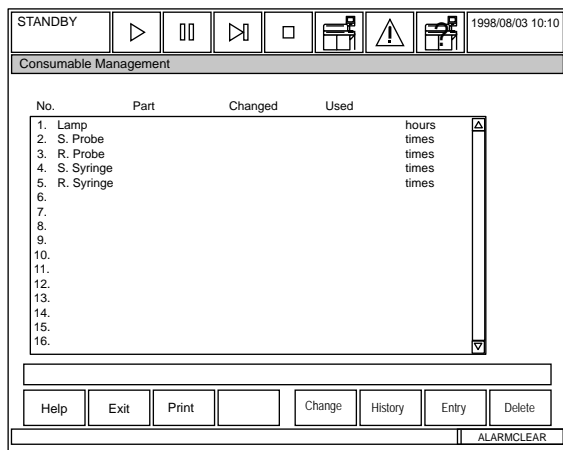 STANDBY
1998/08/03 10:10
?
Consumable Management
No. Part Changed Used
1. Lamp hours
2. S. Probe times
3. R. Probe times
4. S. Syringe times
5. R. Syringe times
6.
7.
8.
9.
10.
11.
12.
13.
14.
15.
16.
Help Exit Print Change History Entry Delete
ALARMCLEAR